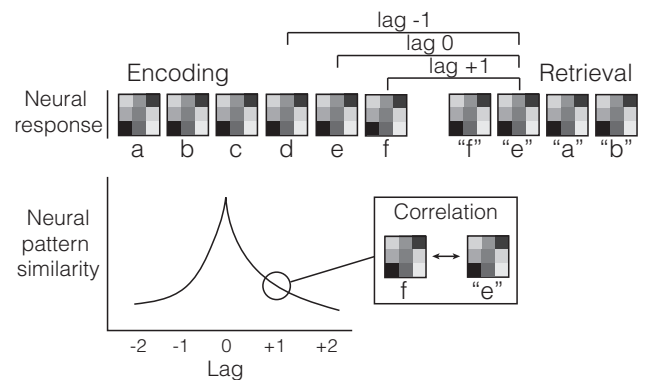 lag -1
lag 0
lag +1
Encoding
Retrieval
Neural
response
a b c d e f "f" "e" "a" "b"
Neural
pattern
similarity
Correlation
f "e"
-2 -1 0 +1 +2
Lag